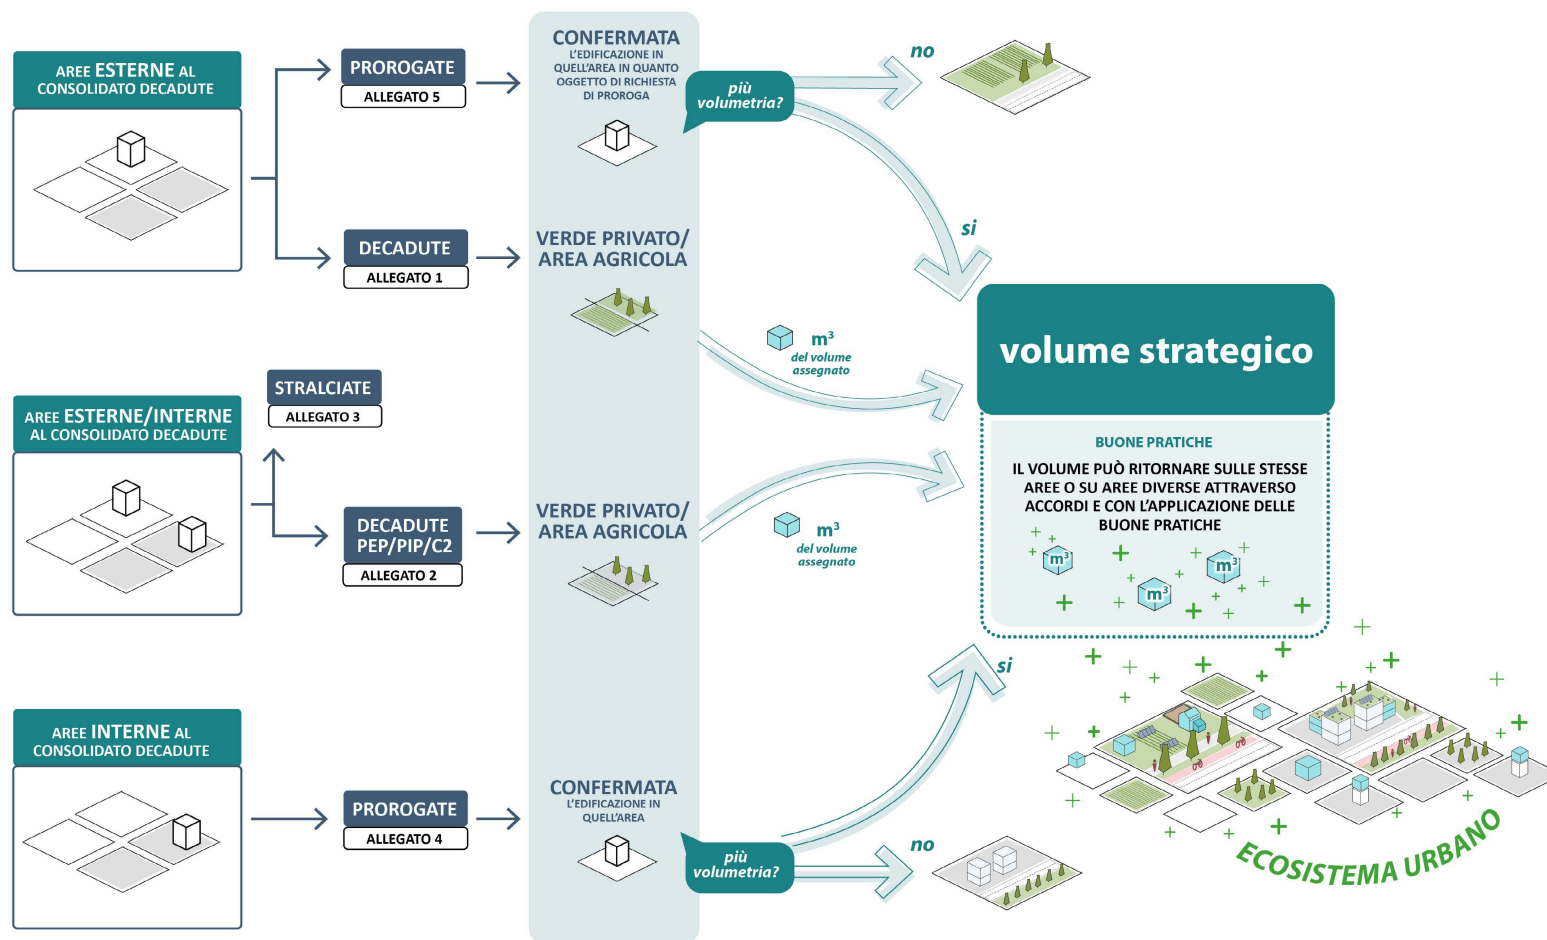 AREE ESTERNE AL
CONSOLIDATO DECADUTE
PROROGATE
ALLEGATO 5
DECADUTE
ALLEGATO 1
CONFERMATA
L'EDIFICAZIONE IN
QUELL'AREA IN QUANTO
OGGETTO DI RICHIESTA
DI PROROGA
più
volumetria?
no
si
VERDE PRIVATO/
AREA AGRICOLA
m³
del volume
assegnato
AREE ESTERNE/INTERNE
AL CONSOLIDATO DECADUTE
STRALCIATE
ALLEGATO 3
DECADUTE
PEP/PIP/C2
ALLEGATO 2
VERDE PRIVATO/
AREA AGRICOLA
m³
del volume
assegnato
volume strategico
BUONE PRATICHE
IL VOLUME PUÒ RITORNARE SULLE STESSE
AREE O SU AREE DIVERSE ATTRAVERSO
ACCORDI E CON L'APPLICAZIONE DELLE
BUONE PRATICHE
m³
m³
m³
AREE INTERNE AL
CONSOLIDATO DECADUTE
PROROGATE
ALLEGATO 4
CONFERMATA
L'EDIFICAZIONE IN
QUELL'AREA
più
volumetria?
si
no
ECOSISTEMA URBANO